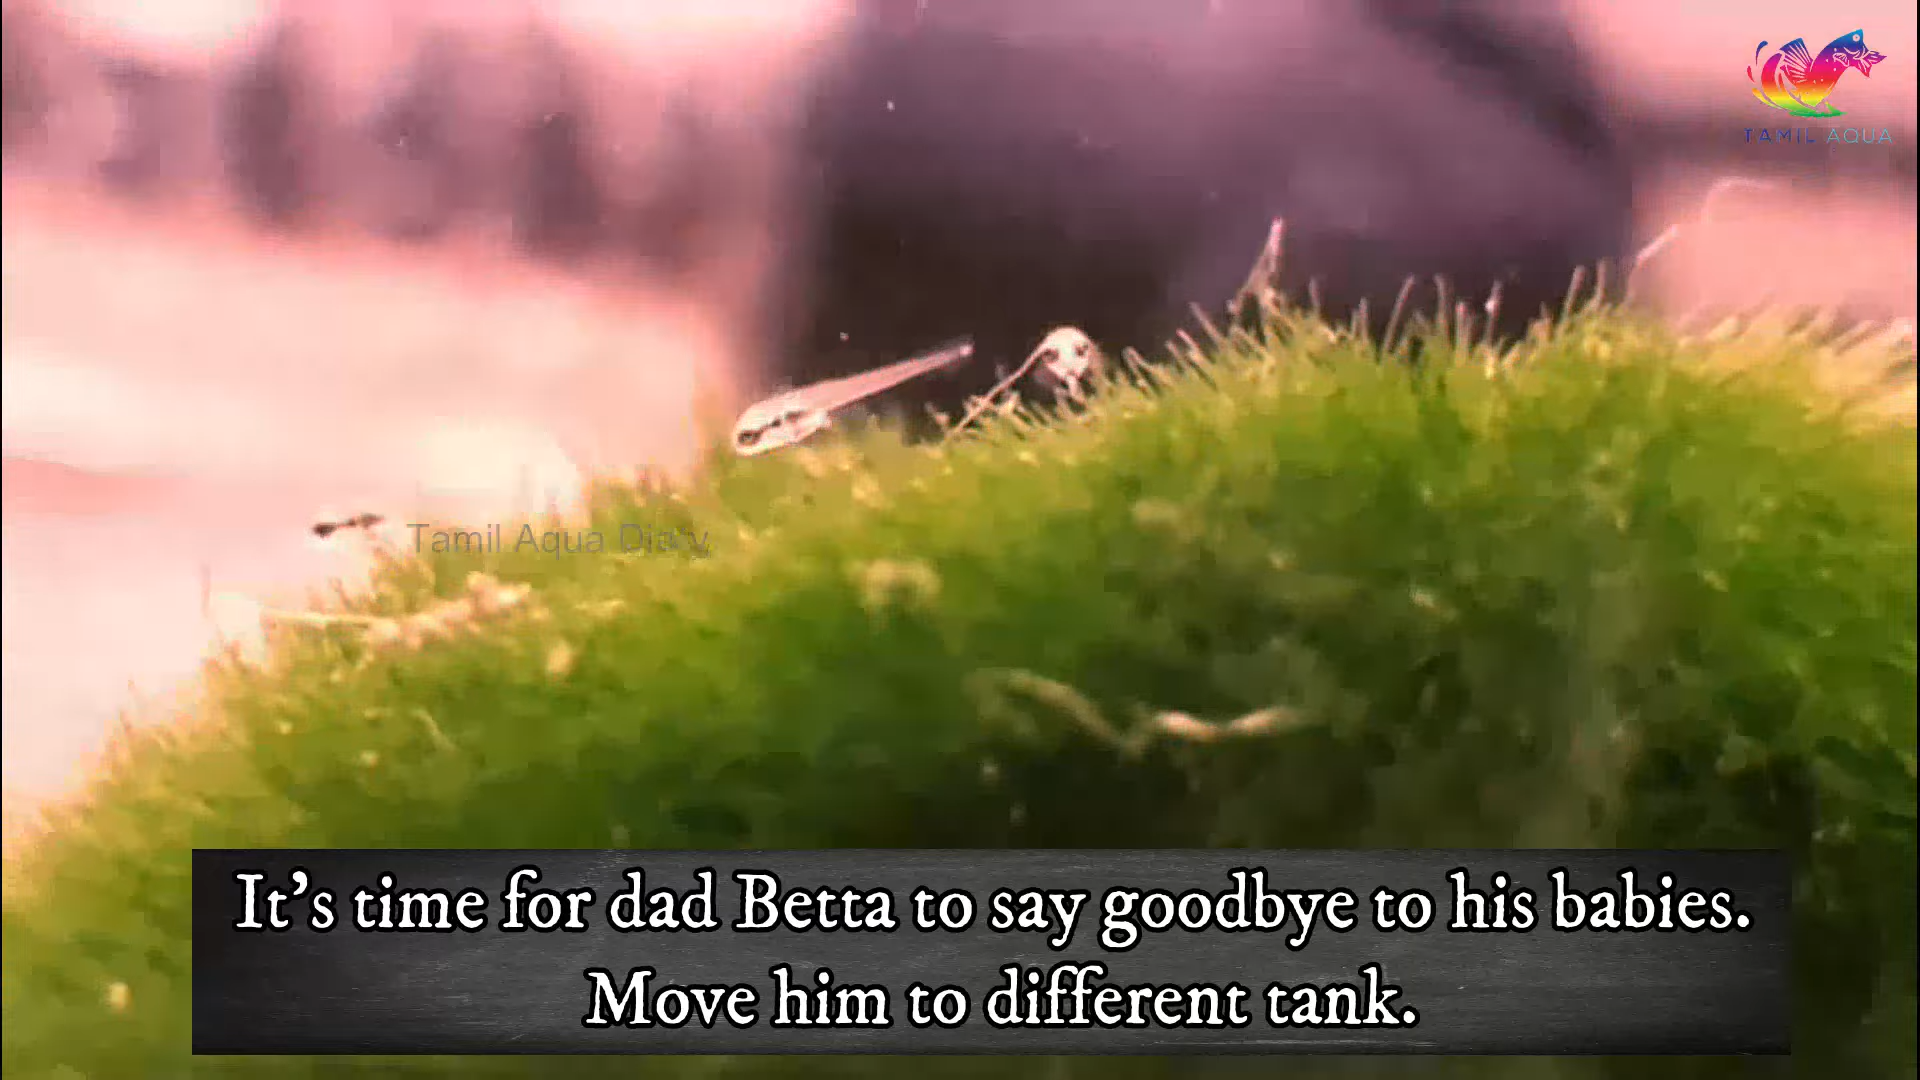 TAMIL AQUA
Tamil Aqua Diary
It's time for dad Betta to say goodbye to his babies.
Move him to different tank.